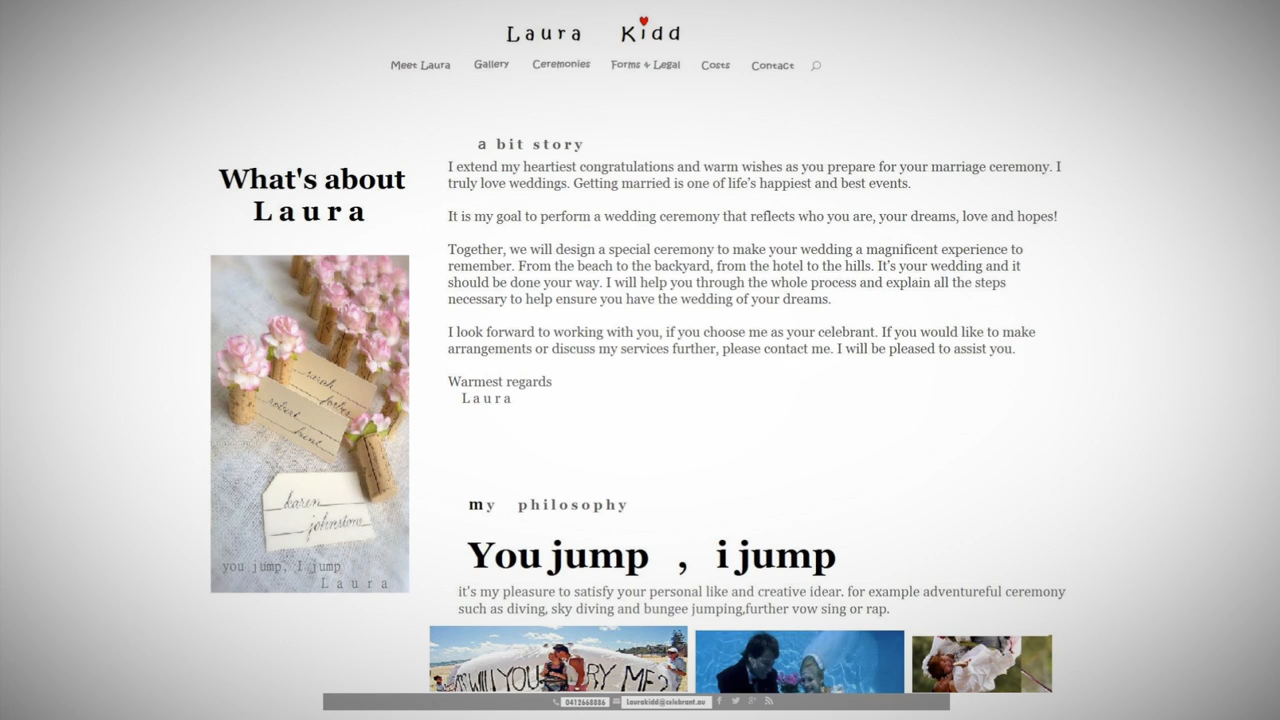 Laura Kidd
Meet Laura Gallery Ceremonies Forms & Legal Costs Contact
a bit story
What's about
Laura
I extend my heartiest congratulations and warm wishes as you prepare for your marriage ceremony. I
truly love weddings. Getting married is one of life's happiest and best events.
It is my goal to perform a wedding ceremony that reflects who you are, your dreams, love and hopes!
Together, we will design a special ceremony to make your wedding a magnificent experience to
remember. From the beach to the backyard, from the hotel to the hills. It's your wedding and it
should be done your way. I will help you through the whole process and explain all the steps
necessary to help ensure you have the wedding of your dreams.
I look forward to working with you, if you choose me as your celebrant. If you would like to make
arrangements or discuss my services further, please contact me. I will be pleased to assist you.
Warmest regards
Laura
sarah
forbes
robert
brent
karen
johnstone
you jump, I jump
Laura
my philosophy
You jump , i jump
it's my pleasure to satisfy your personal like and creative idear. for example adventureful ceremony
such as diving, sky diving and bungee jumping,further vow sing or rap.
WILL YOU RRY ME?
0412668886 Laurakidd@celebrant.au